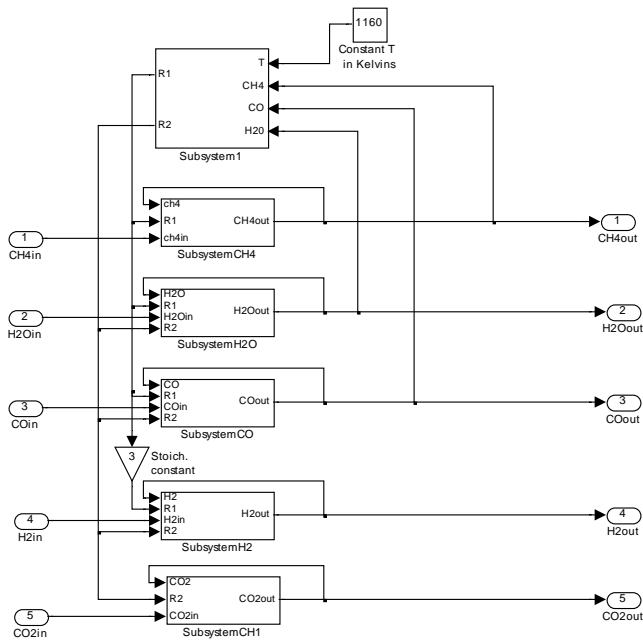 1160
Constant T
in Kelvins
R1
R2
T
CH4
CO
H20
Subsystem1
ch4
R1
ch4in
CH4out
SubsystemCH4
1
CH4in
1
CH4out
H2O
R1
H2Oin
R2
H2Oout
SubsystemH2O
2
H2Oin
2
H2Oout
CO
R1
COin
R2
COout
SubsystemCO
3
COin
3
COout
3
Stoich.
constant
H2
R1
H2in
R2
H2out
SubsystemH2
4
H2in
4
H2out
CO2
R2
CO2in
CO2out
SubsystemCH1
5
CO2in
5
CO2out